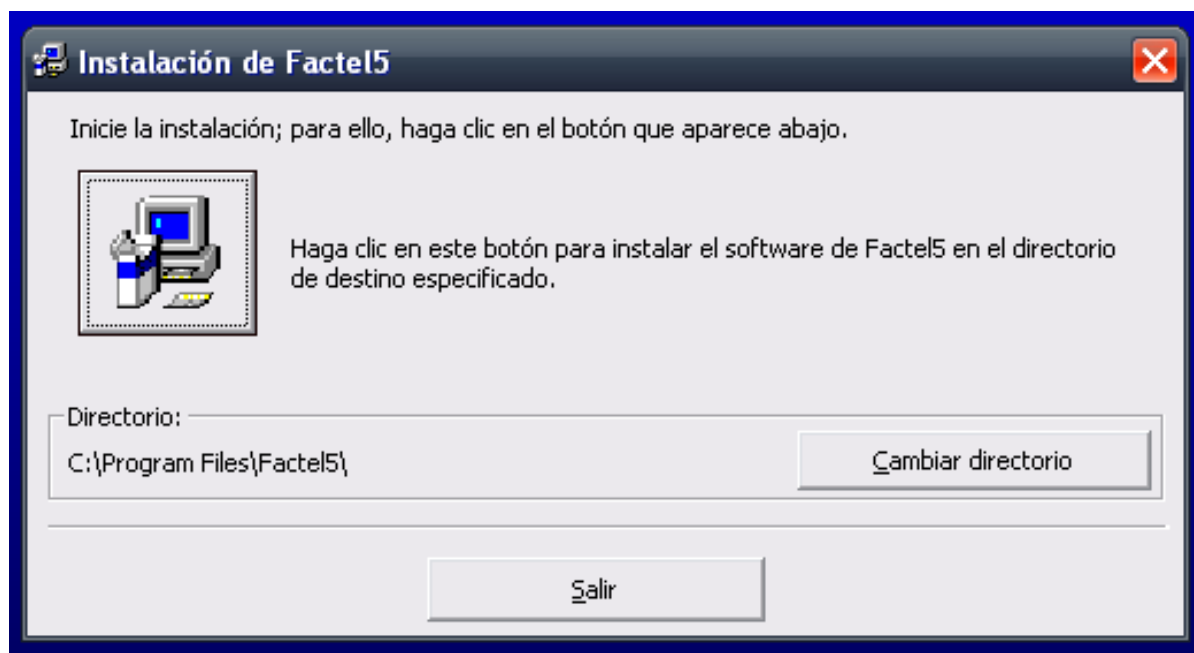 Instalación de Factel5
Inicie la instalación; para ello, haga clic en el botón que aparece abajo.
Haga clic en este botón para instalar el software de Factel5 en el directorio
de destino especificado.
Directorio:
C:\Program Files\Factel5\
Cambiar directorio
Salir